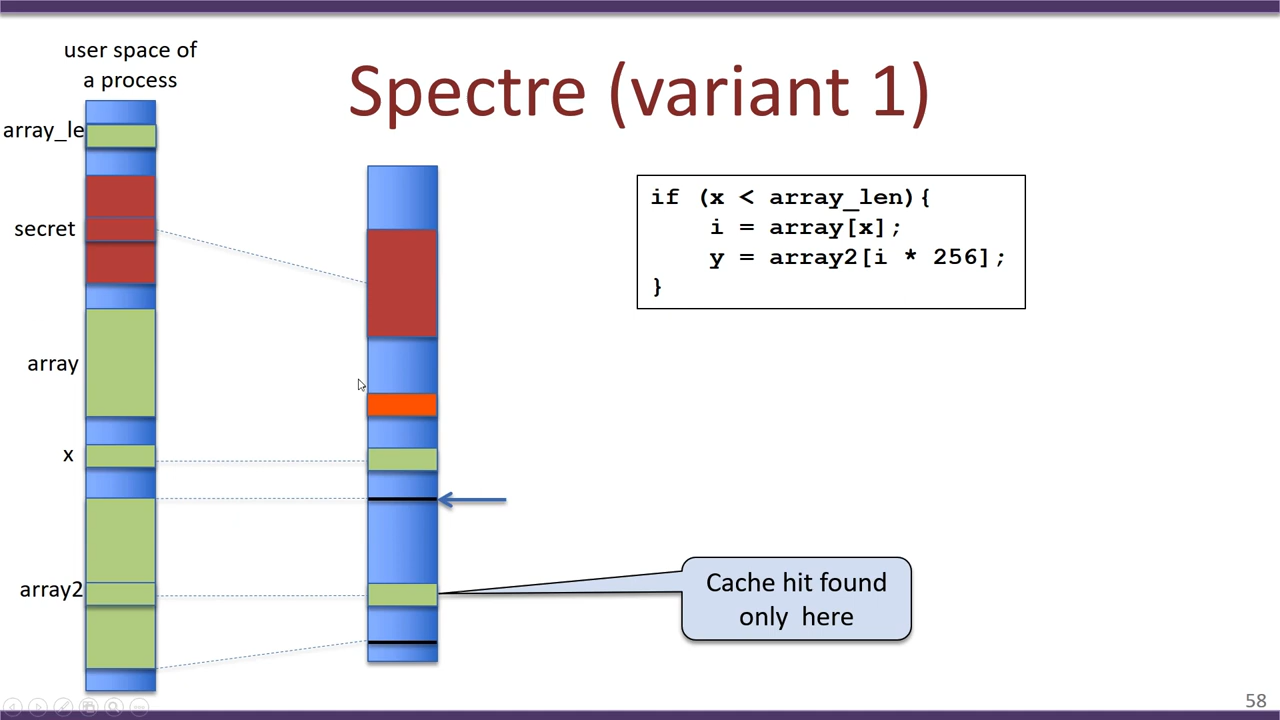 user space of
a process
Spectre (variant 1)
array_le
secret
array
x
array2
if (x < array_len){
i = array[x];
y = array2[i * 256];
}
Cache hit found
only here
58